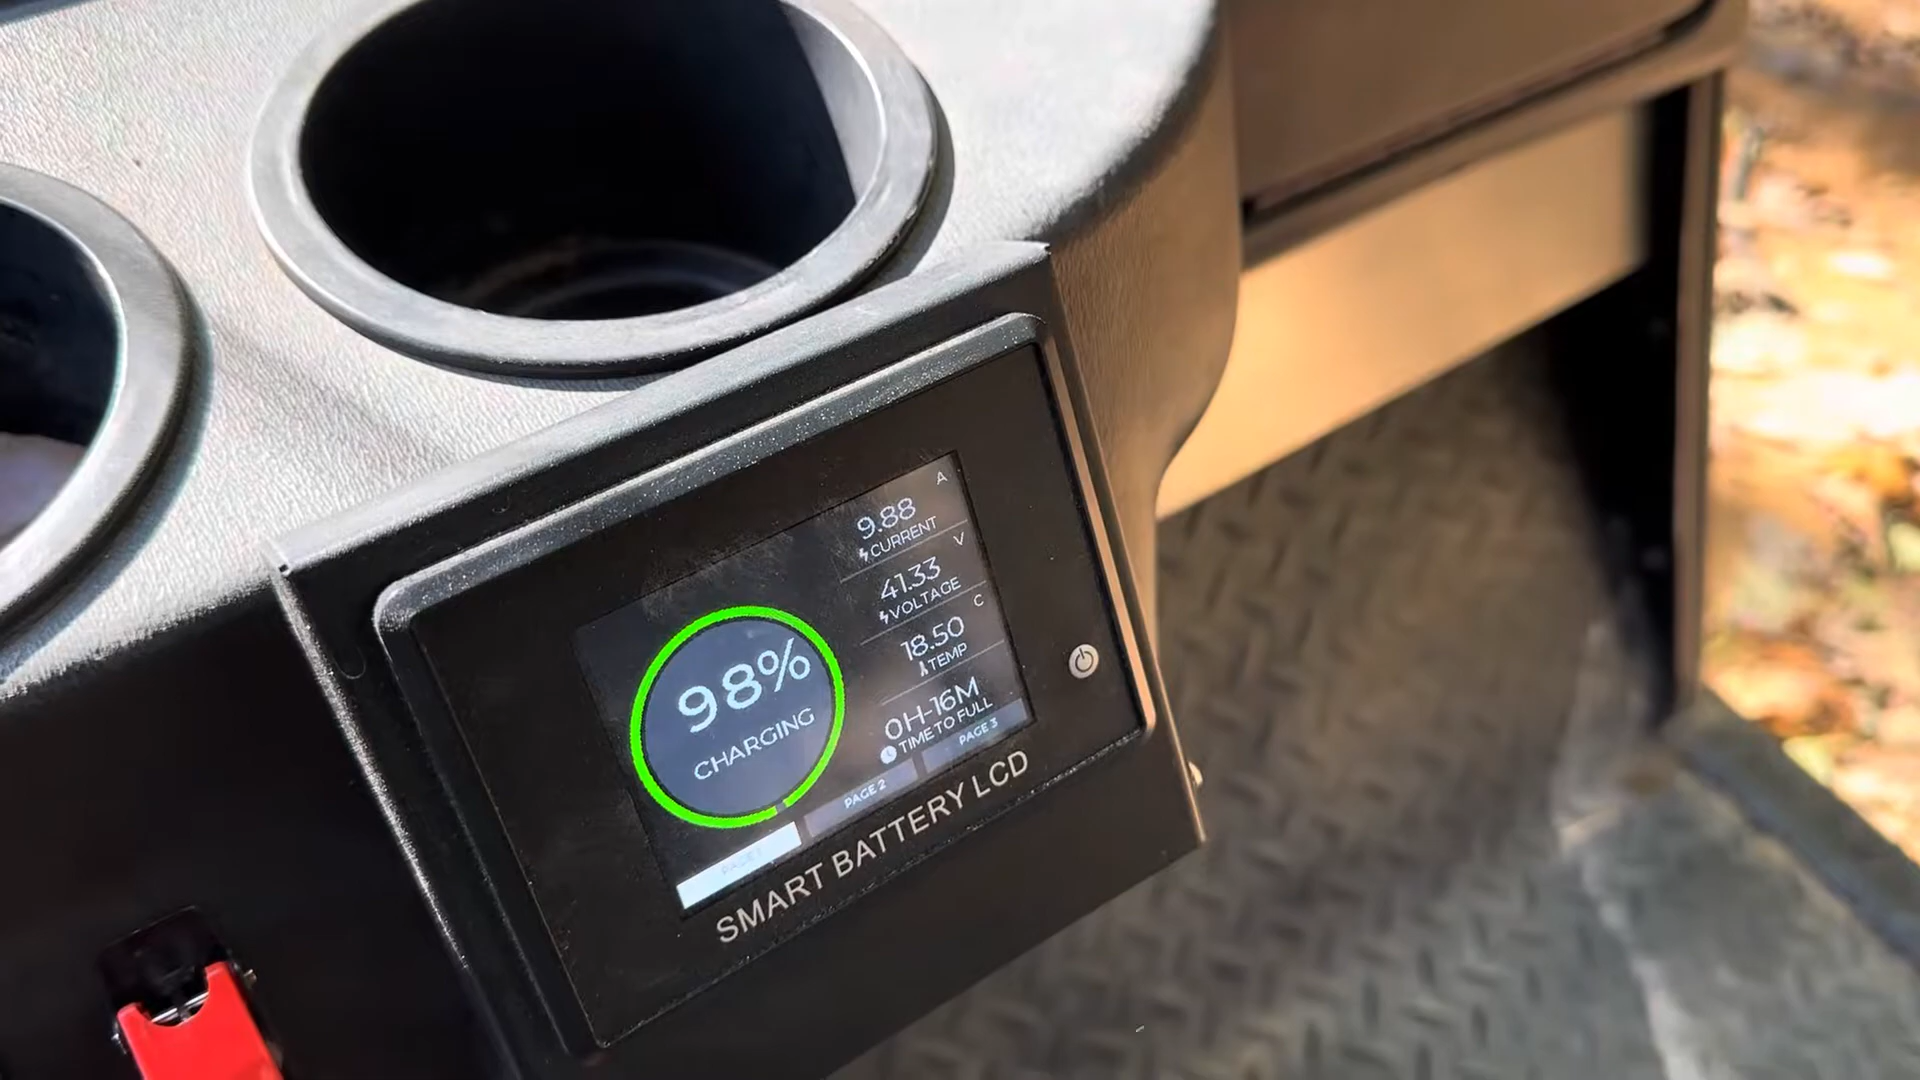 98%
CHARGING
A
9.88
CURRENT
V
41.33
VOLTAGE
C
18.50
TEMP
0H-16M
TIME TO FULL
PAGE 1
PAGE 2
PAGE 3
SMART BATTERY LCD